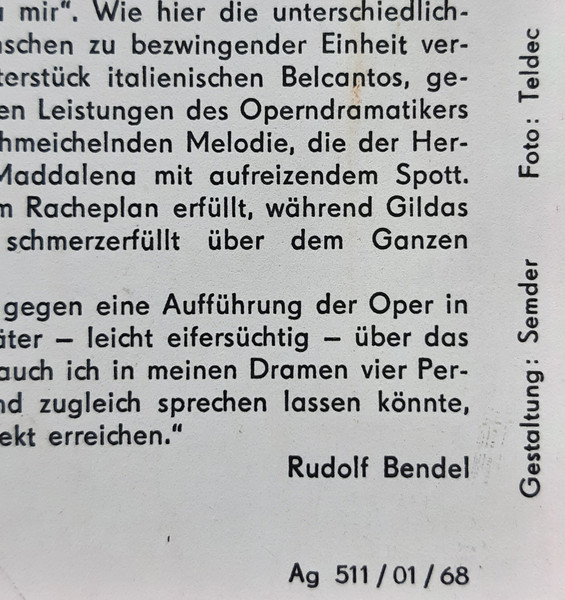 mir“. Wie hier die unterschiedlich-
schen zu bezwingender Einheit ver-
terstück italienischen Belcantos, ge-
en Leistungen des Operndramatikers
hmeichelnden Melodie, die der Her-
Maddalena mit aufreizendem Spott.
m Racheplan erfüllt, während Gildas
schmerzerfüllt über dem Ganzen
gegen eine Aufführung der Oper in
äter – leicht eifersüchtig – über das
auch ich in meinen Dramen vier Per-
nd zugleich sprechen lassen könnte,
ekt erreichen.“
Rudolf Bendel
Ag 511/01/68
Gestaltung: Semder Foto: Teldec